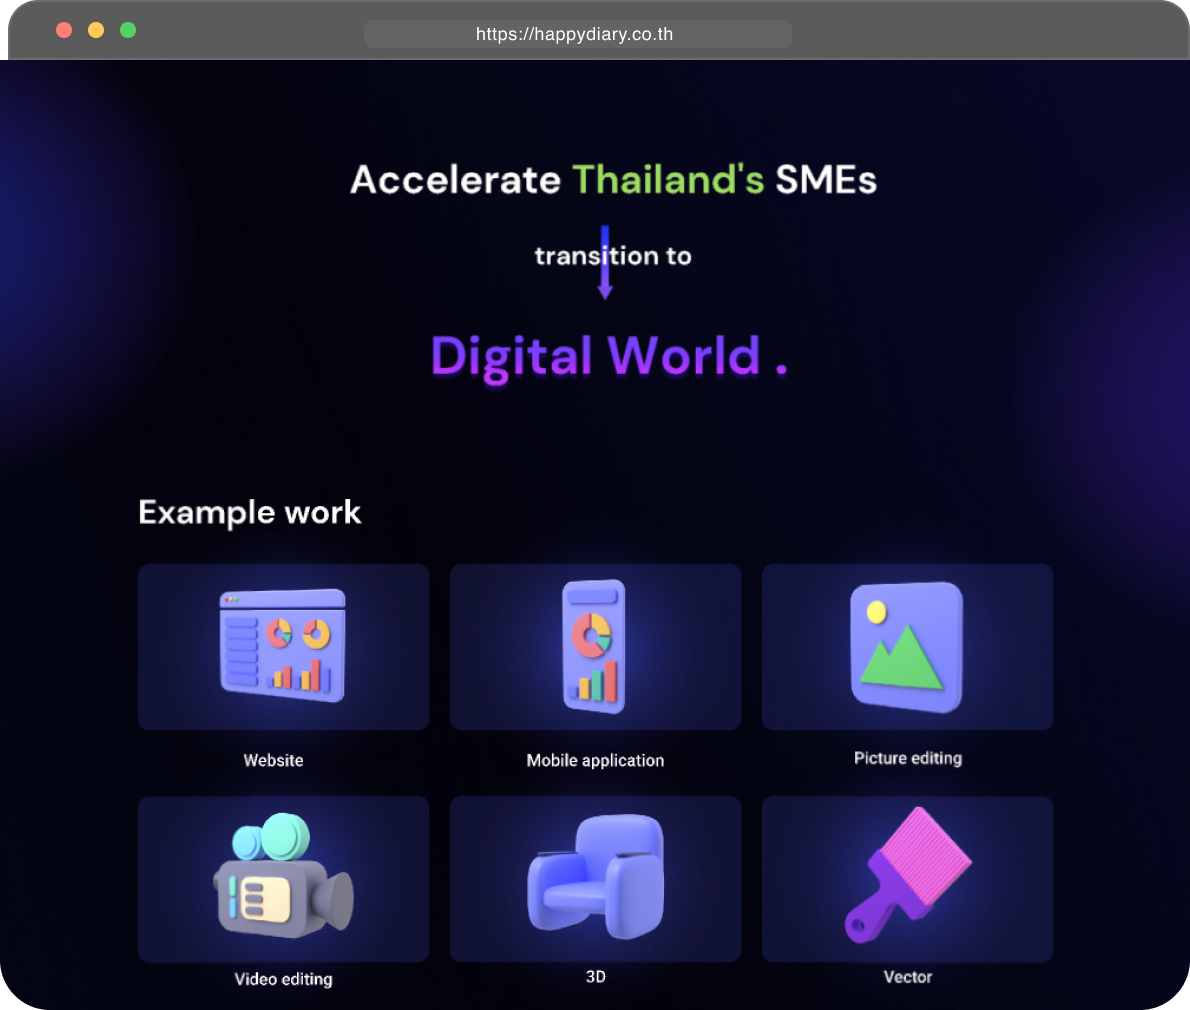 https://happydiary.co.th
Accelerate Thailand's SMEs
transition to
Digital World .
Example work
Website
Mobile application
Picture editing
Video editing
3D
Vector